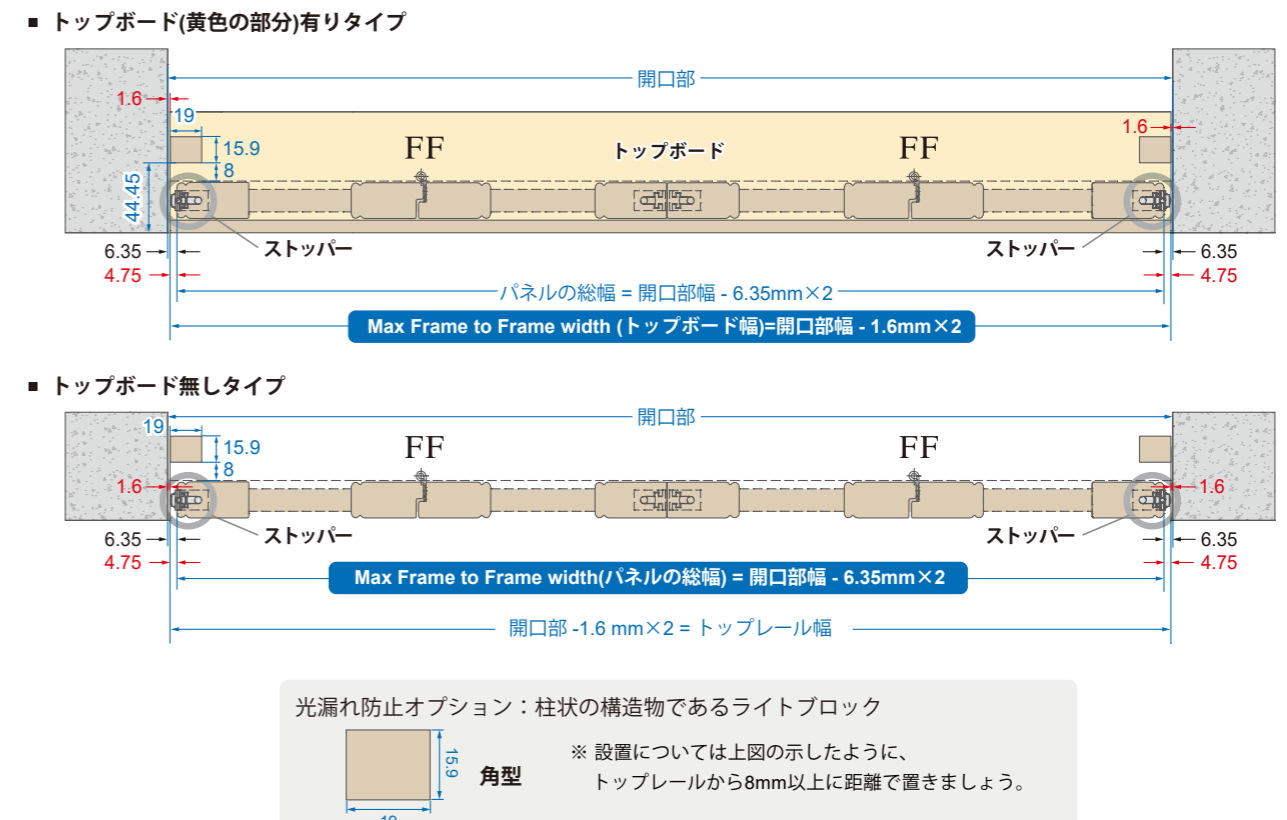 ■ トップボード(黄色の部分)有りタイプ
開口部
1.6
19
1.6
15.9
FF
トップボード
FF
8
44.45
ストッパー
ストッパー
6.35
6.35
4.75
4.75
パネルの総幅 = 開口部幅 - 6.35mm×2
Max Frame to Frame width (トップボード幅)=開口部幅 - 1.6mm×2
■ トップボード無しタイプ
開口部
19
15.9
FF
FF
8
1.6
1.6
ストッパー
ストッパー
6.35
6.35
4.75
4.75
Max Frame to Frame width(パネルの総幅) = 開口部幅 - 6.35mm×2
開口部 -1.6 mm×2 = トップレール幅
光漏れ防止オプション：柱状の構造物であるライトブロック
15.9
角型
※ 設置については上図の示したように、
トップレールから8mm以上に距離で置きましょう。